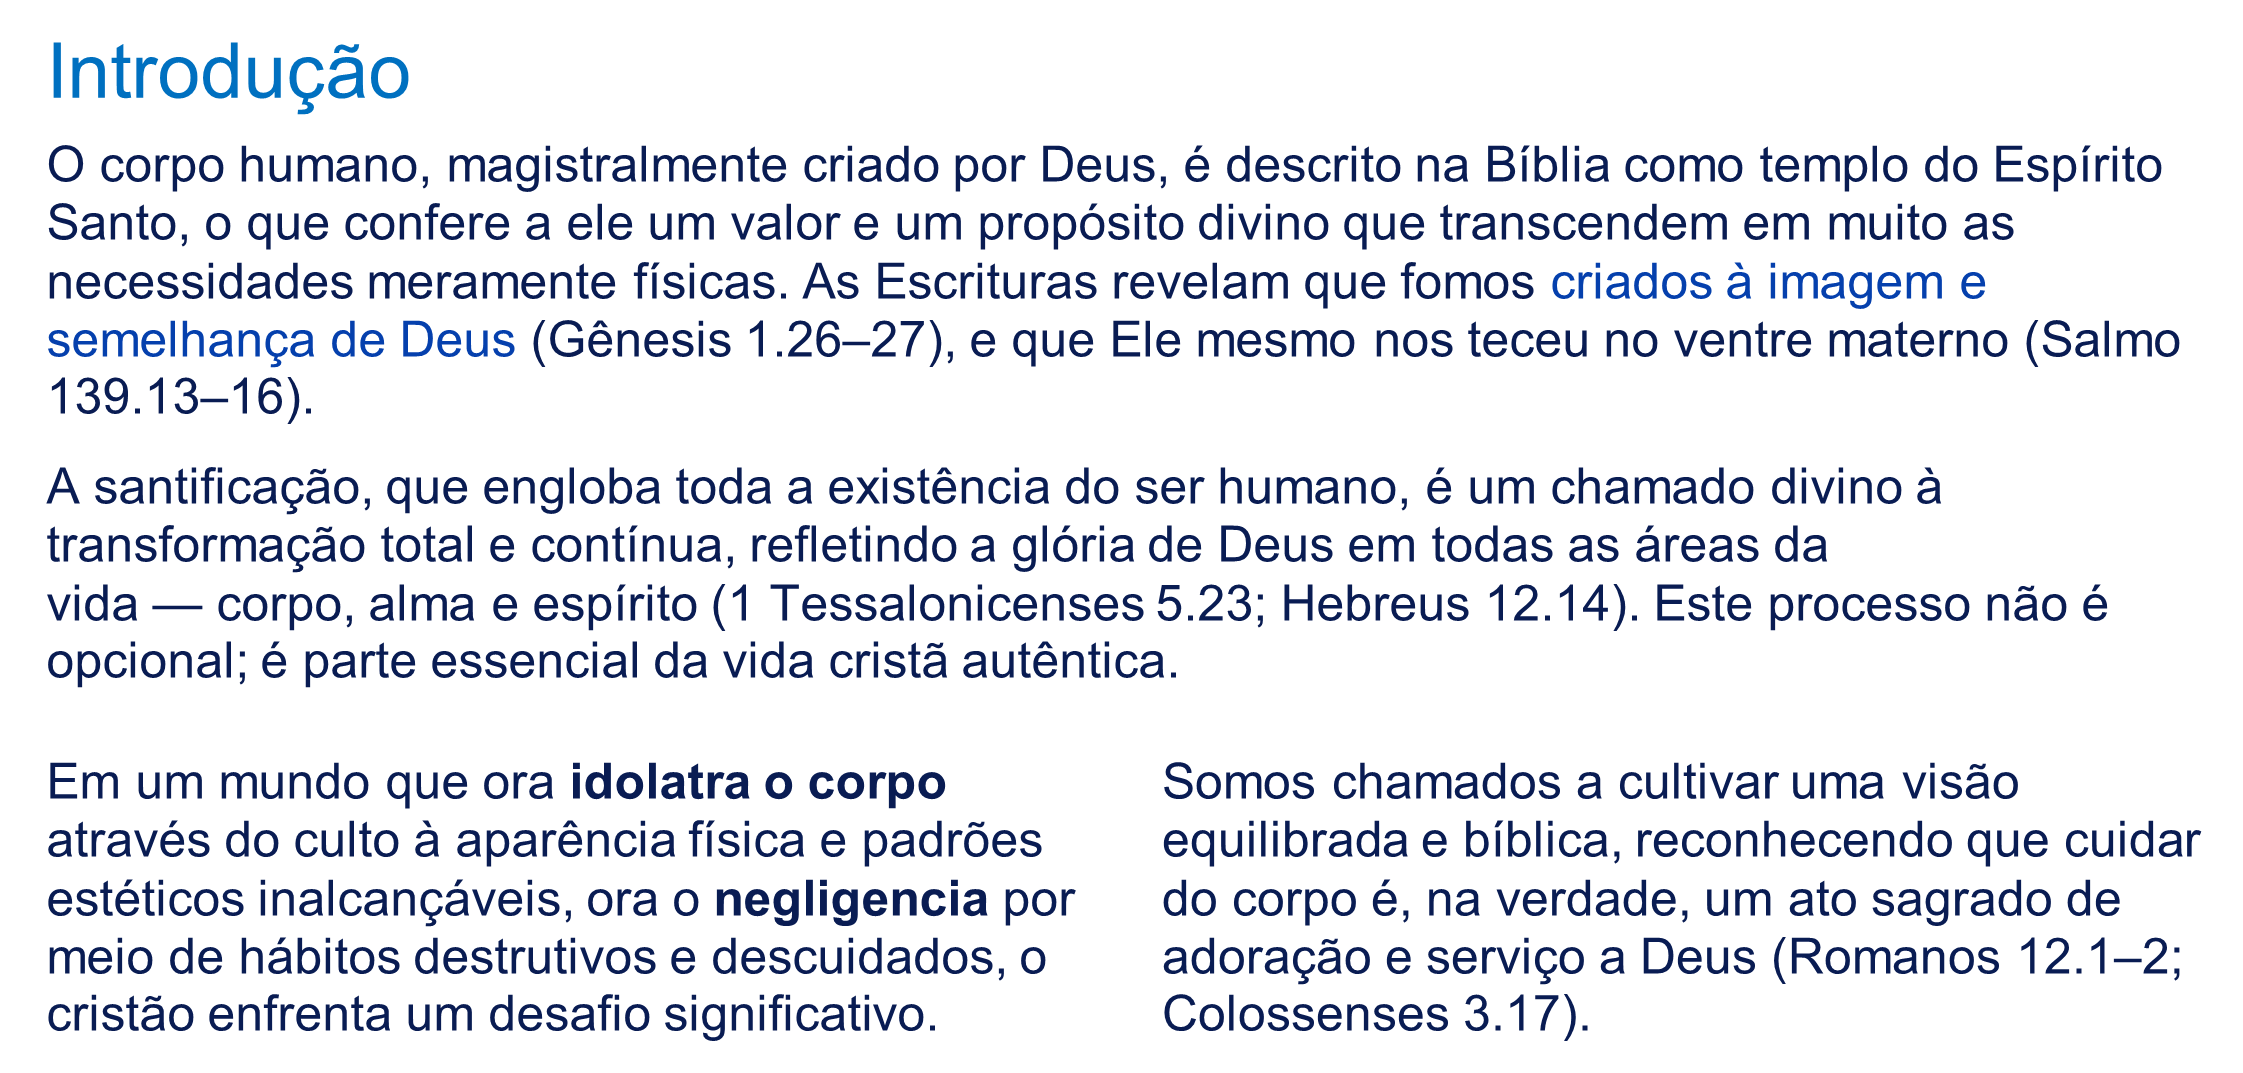 Introdução
O corpo humano, magistralmente criado por Deus, é descrito na Bíblia como templo do Espírito
Santo, o que confere a ele um valor e um propósito divino que transcendem em muito as
necessidades meramente físicas. As Escrituras revelam que fomos criados à imagem e
semelhança de Deus (Gênesis 1.26–27), e que Ele mesmo nos teceu no ventre materno (Salmo
139.13–16).
A santificação, que engloba toda a existência do ser humano, é um chamado divino à
transformação total e contínua, refletindo a glória de Deus em todas as áreas da
vida — corpo, alma e espírito (1 Tessalonicenses 5.23; Hebreus 12.14). Este processo não é
opcional; é parte essencial da vida cristã autêntica.
Em um mundo que ora idolatra o corpo
através do culto à aparência física e padrões
estéticos inalcançáveis, ora o negligencia por
meio de hábitos destrutivos e descuidados, o
cristão enfrenta um desafio significativo.
Somos chamados a cultivar uma visão
equilibrada e bíblica, reconhecendo que cuidar
do corpo é, na verdade, um ato sagrado de
adoração e serviço a Deus (Romanos 12.1–2;
Colossenses 3.17).